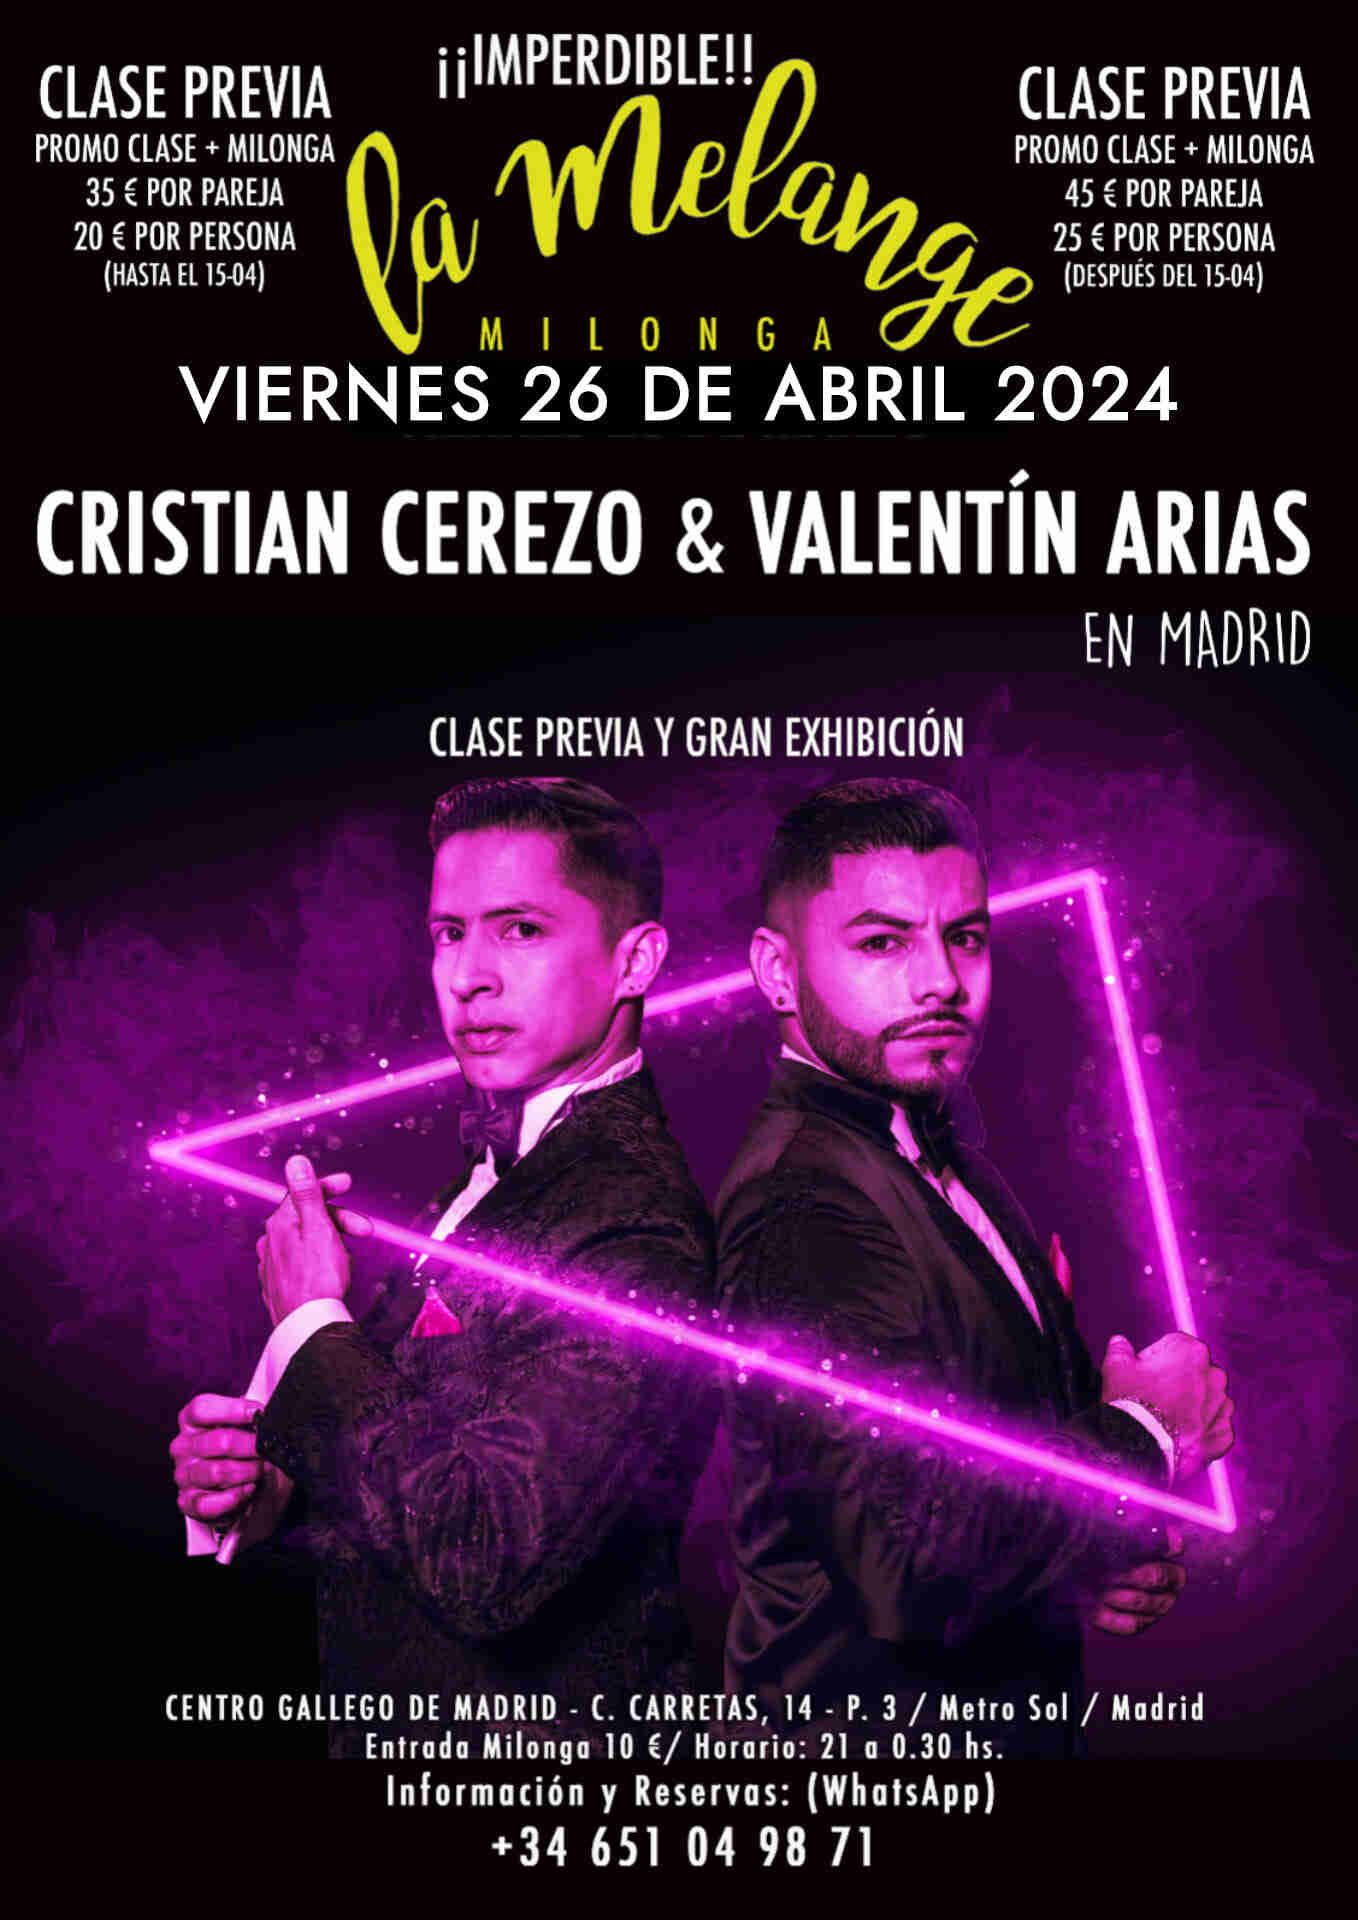 ¡¡IMPERDIBLE!!
la Melange
MILONGA
CLASE PREVIA
PROMO CLASE + MILONGA
35 € POR PAREJA
20 € POR PERSONA
(HASTA EL 15-04)
CLASE PREVIA
PROMO CLASE + MILONGA
45 € POR PAREJA
25 € POR PERSONA
(DESPUÉS DEL 15-04)
VIERNES 26 DE ABRIL 2024
CRISTIAN CEREZO & VALENTÍN ARIAS
EN MADRID
CLASE PREVIA Y GRAN EXHIBICIÓN
CENTRO GALLEGO DE MADRID - C. CARRETAS, 14 - P. 3 / Metro Sol / Madrid
Entrada Milonga 10 €/ Horario: 21 a 0.30 hs.
Información y Reservas: (WhatsApp)
+34 651 04 98 71